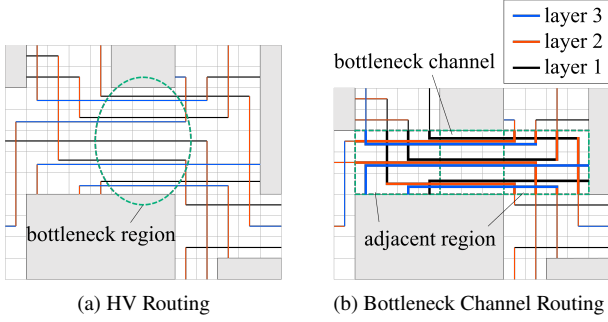 layer 3
layer 2
layer 1
bottleneck channel
bottleneck region
adjacent region
(a) HV Routing
(b) Bottleneck Channel Routing